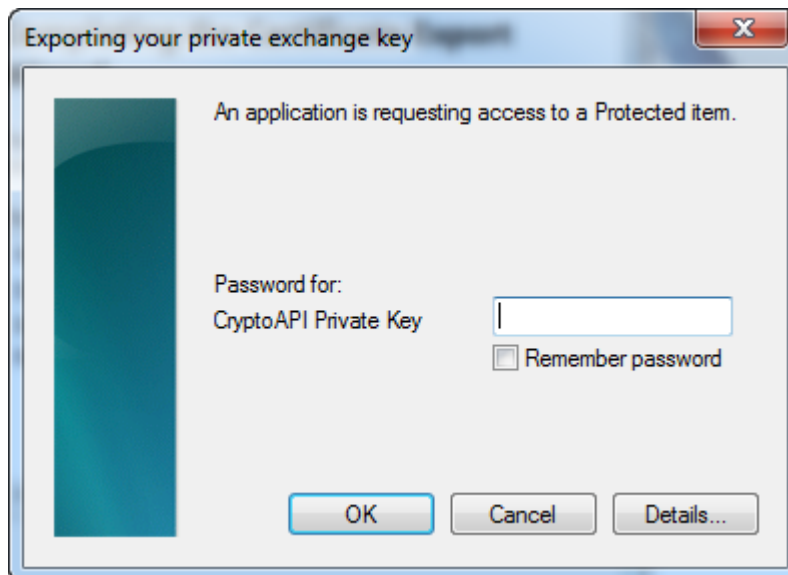 Exporting your private exchange key
An application is requesting access to a Protected item.
Password for:
CryptoAPI Private Key
Remember password
OK
Cancel
Details...